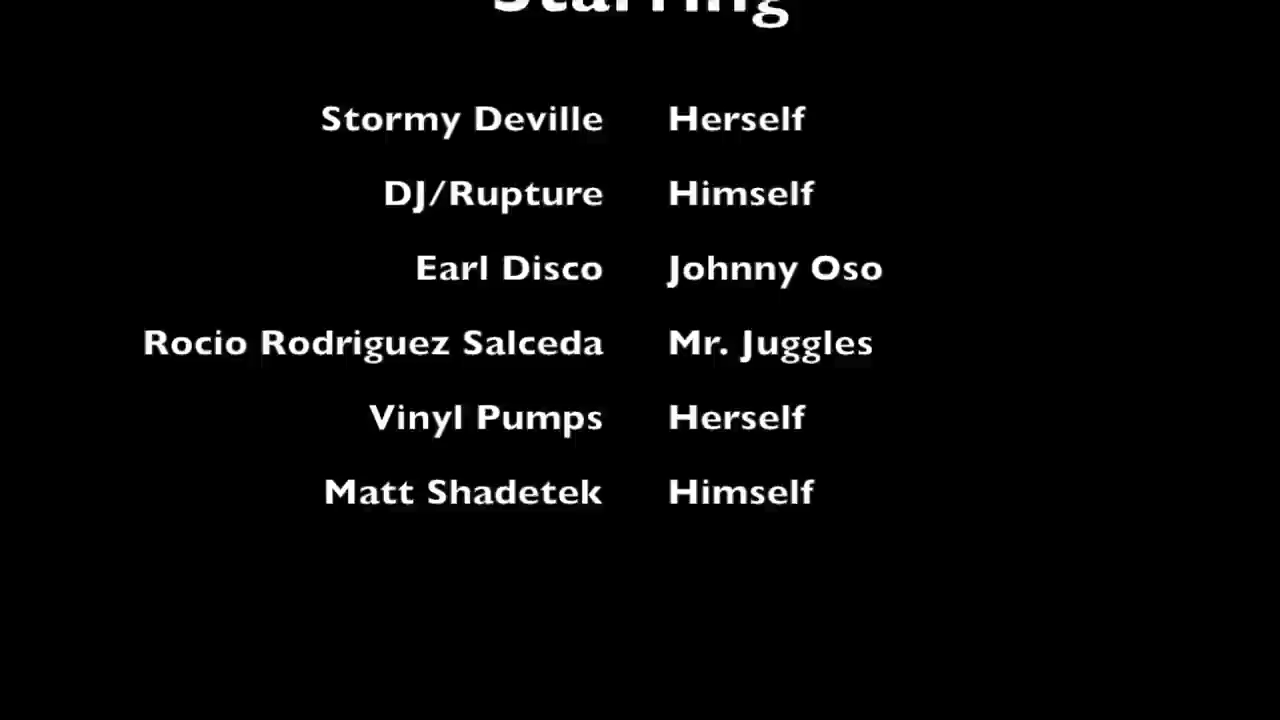 Starring
Stormy Deville Herself
DJ/Rupture Himself
Earl Disco Johnny Oso
Rocio Rodriguez Salceda Mr. Juggles
Vinyl Pumps Herself
Matt Shadetek Himself